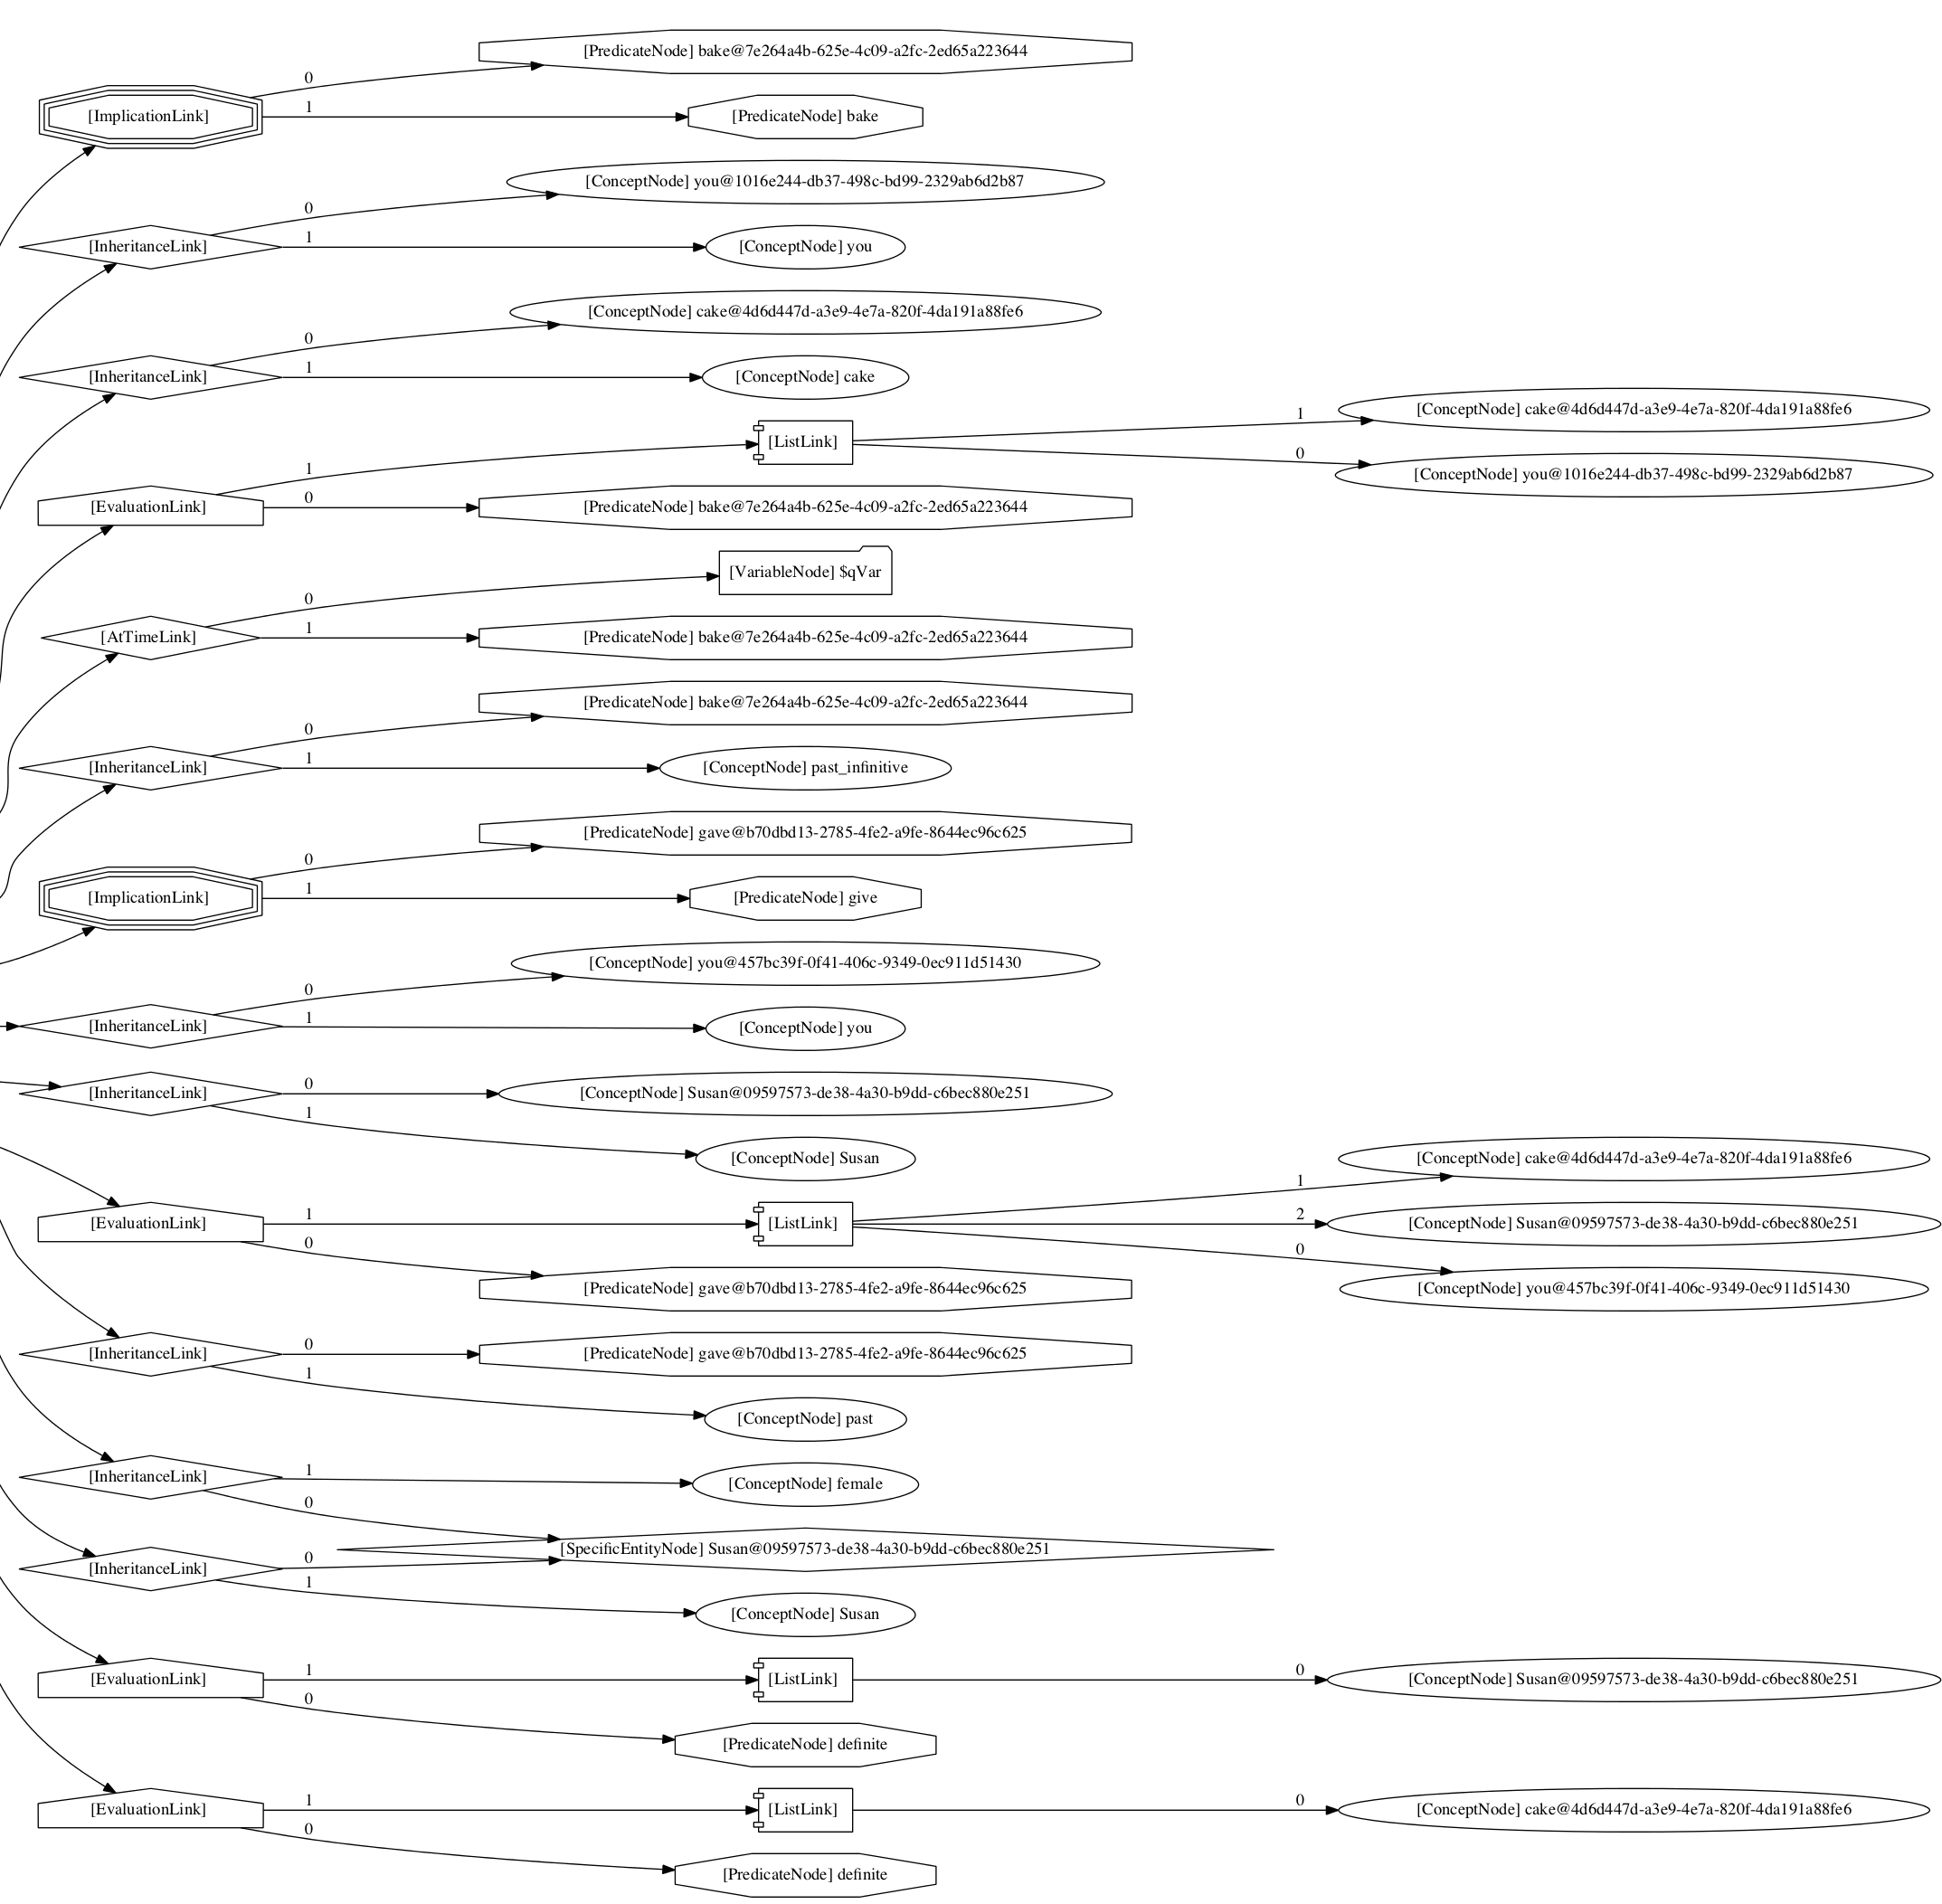 [PredicateNode] bake@7e264a4b-625e-4c09-a2fc-2ed65a223644
0
[ImplicationLink]
1
[PredicateNode] bake
[ConceptNode] you@1016e244-db37-498c-bd99-2329ab6d2b87
0
[InheritanceLink]
1
[ConceptNode] you
[ConceptNode] cake@4d6d447d-a3e9-4e7a-820f-4da191a88fe6
0
[InheritanceLink]
1
[ConceptNode] cake
[ConceptNode] cake@4d6d447d-a3e9-4e7a-820f-4da191a88fe6
1
[ListLink]
0
[ConceptNode] you@1016e244-db37-498c-bd99-2329ab6d2b87
1
[EvaluationLink]
0
[PredicateNode] bake@7e264a4b-625e-4c09-a2fc-2ed65a223644
[VariableNode] $qVar
0
[AtTimeLink]
1
[PredicateNode] bake@7e264a4b-625e-4c09-a2fc-2ed65a223644
[PredicateNode] bake@7e264a4b-625e-4c09-a2fc-2ed65a223644
0
[InheritanceLink]
1
[ConceptNode] past_infinitive
[PredicateNode] gave@b70dbd13-2785-4fe2-a9fe-8644ec96c625
0
[ImplicationLink]
1
[PredicateNode] give
[ConceptNode] you@457bc39f-0f41-406c-9349-0ec911d51430
0
[InheritanceLink]
1
[ConceptNode] you
[InheritanceLink]
0
[ConceptNode] Susan@09597573-de38-4a30-b9dd-c6bec880e251
1
[ConceptNode] Susan
[ConceptNode] cake@4d6d447d-a3e9-4e7a-820f-4da191a88fe6
1
[EvaluationLink]
1
[ListLink]
2
[ConceptNode] Susan@09597573-de38-4a30-b9dd-c6bec880e251
0
0
[PredicateNode] gave@b70dbd13-2785-4fe2-a9fe-8644ec96c625
[ConceptNode] you@457bc39f-0f41-406c-9349-0ec911d51430
[InheritanceLink]
0
[PredicateNode] gave@b70dbd13-2785-4fe2-a9fe-8644ec96c625
1
[ConceptNode] past
[InheritanceLink]
1
[ConceptNode] female
0
[SpecificEntityNode] Susan@09597573-de38-4a30-b9dd-c6bec880e251
[InheritanceLink]
0
1
[ConceptNode] Susan
[EvaluationLink]
1
[ListLink]
0
[ConceptNode] Susan@09597573-de38-4a30-b9dd-c6bec880e251
0
[PredicateNode] definite
[EvaluationLink]
1
[ListLink]
0
[ConceptNode] cake@4d6d447d-a3e9-4e7a-820f-4da191a88fe6
0
[PredicateNode] definite